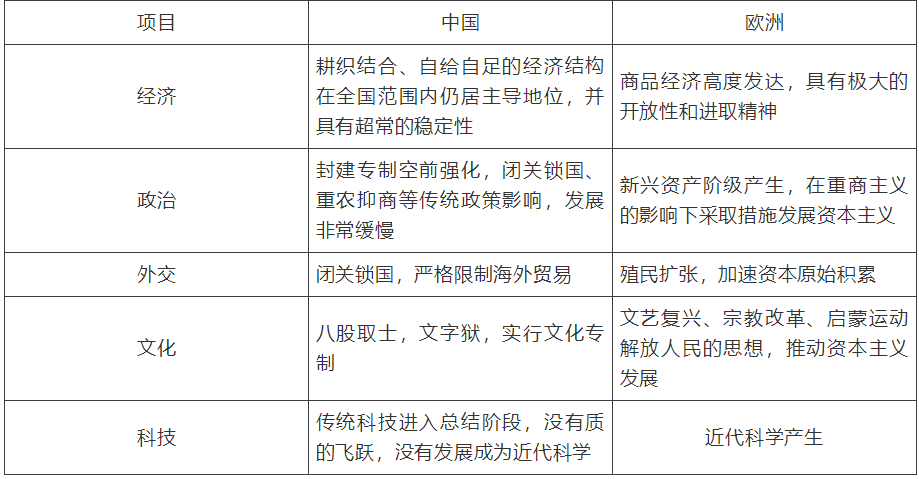 项目
中国
欧洲
经济
耕织结合、自给自足的经济结构
在全国范围内仍居主导地位，并
具有超常的稳定性
商品经济高度发达，具有极大的
开放性和进取精神
政治
封建专制空前强化，闭关锁国、
重农抑商等传统政策影响，发展
非常缓慢
新兴资产阶级产生，在重商主义
的影响下采取措施发展资本主义
外交
闭关锁国，严格限制海外贸易
殖民扩张，加速资本原始积累
文化
八股取士，文字狱，实行文化专
制
文艺复兴、宗教改革、启蒙运动
解放人民的思想，推动资本主义
发展
科技
传统科技进入总结阶段，没有质
的飞跃，没有发展成为近代科学
近代科学产生